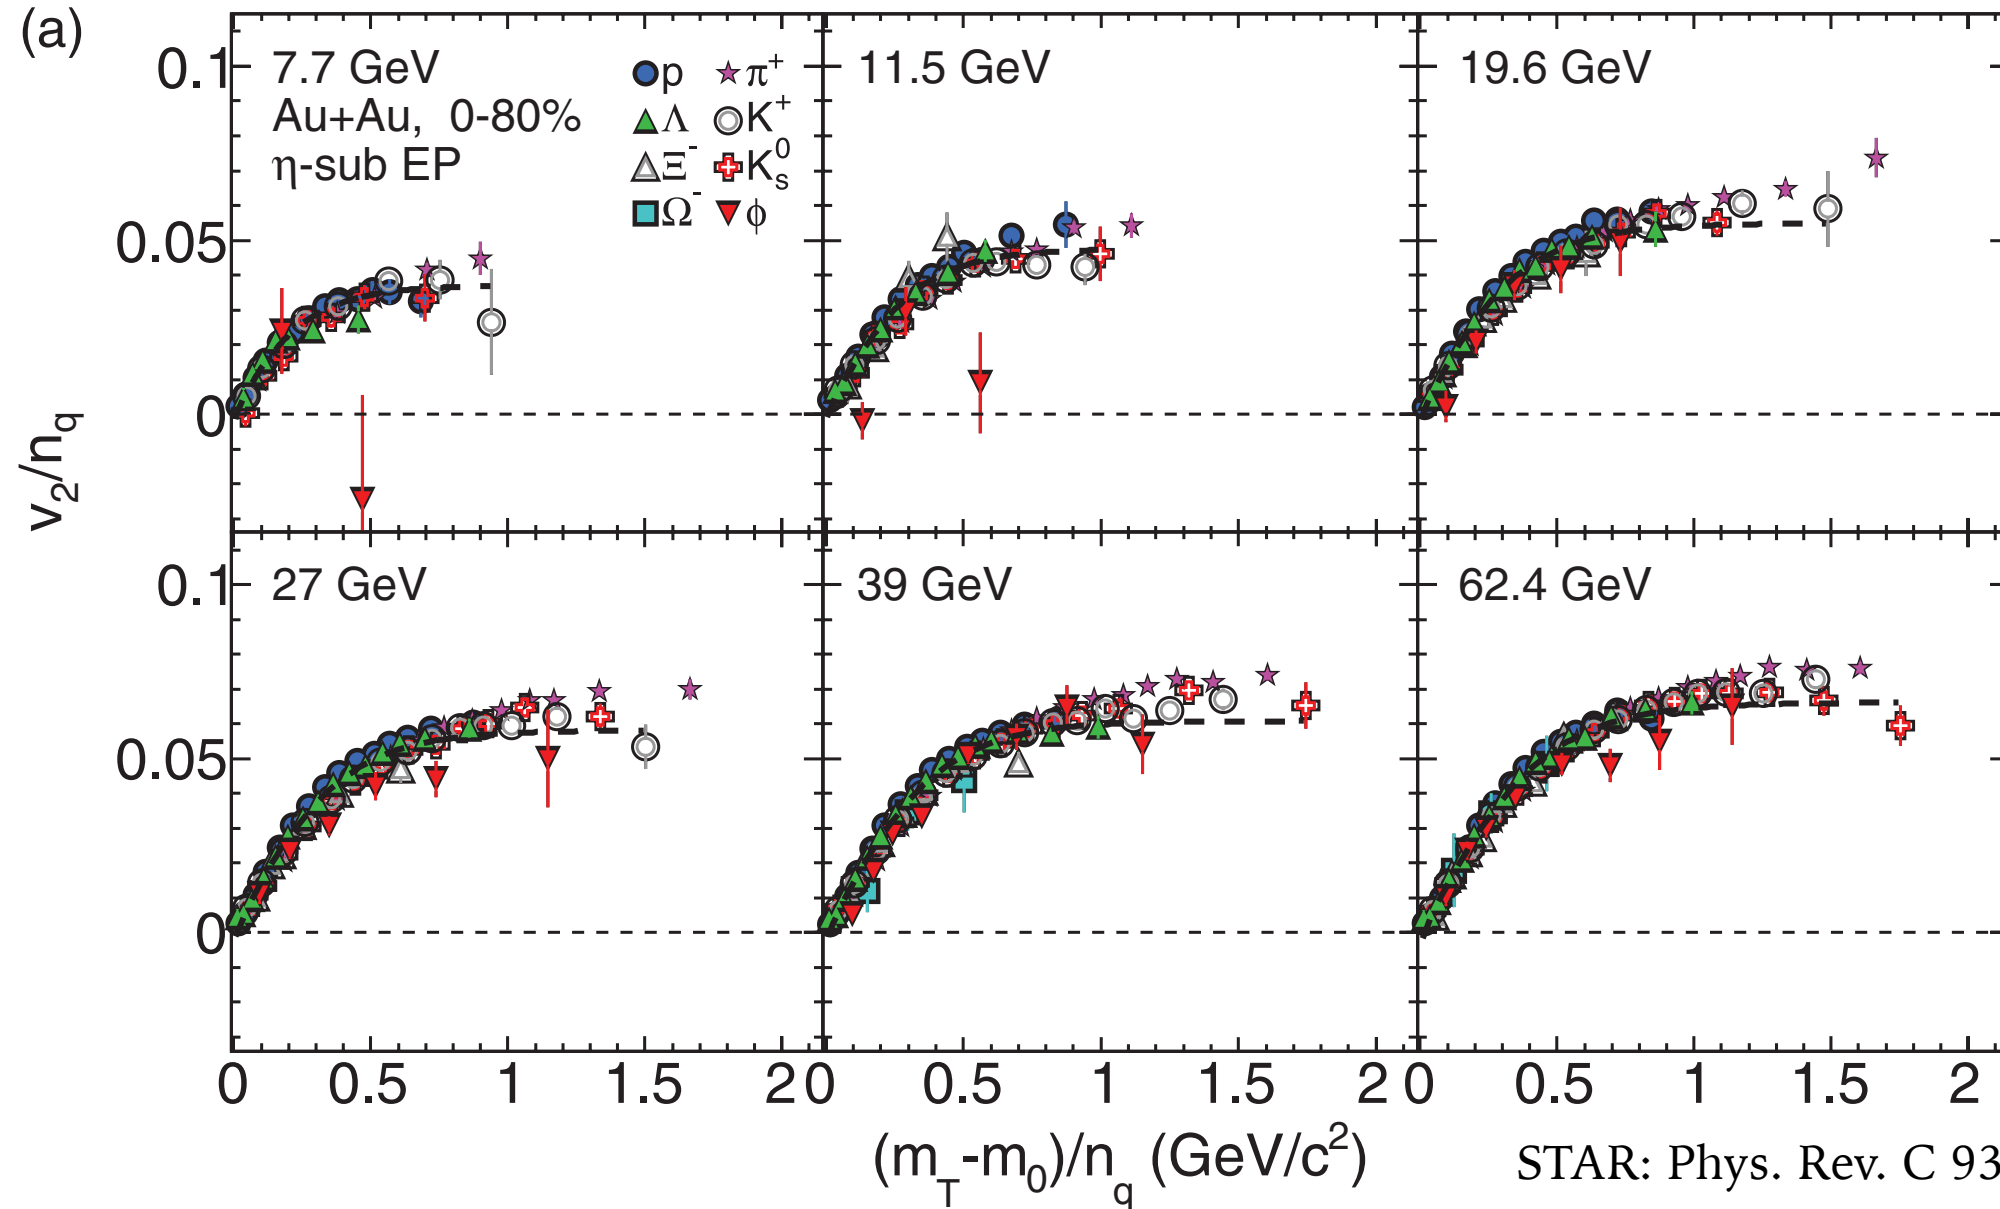 (a)
7.7 GeV
Au+Au, 0-80%
η-sub EP
p π⁺
Λ K⁺
Ξ⁻ K⁰ₛ
Ω⁻ ϕ
11.5 GeV
19.6 GeV
0.1
0.05
0
27 GeV
39 GeV
62.4 GeV
0.1
0.05
0
v₂/n_q
0 0.5 1 1.5 2 0 0.5 1 1.5 2 0 0.5 1 1.5 2
(m_T-m₀)/n_q (GeV/c²)
STAR: Phys. Rev. C 93